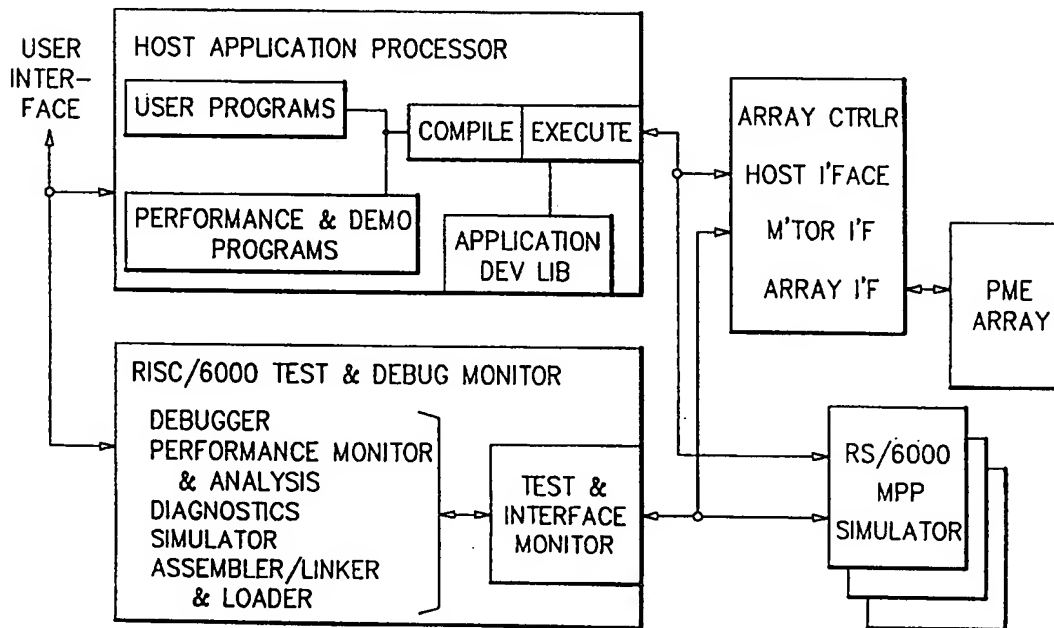 USER
INTER-
FACE
HOST APPLICATION PROCESSOR
USER PROGRAMS
COMPILE
EXECUTE
PERFORMANCE & DEMO
PROGRAMS
APPLICATION
DEV LIB
ARRAY CTRLR
HOST I'FACE
M'TOR I'F
ARRAY I'F
PME
ARRAY
RISC/6000 TEST & DEBUG MONITOR
DEBUGGER
PERFORMANCE MONITOR
& ANALYSIS
DIAGNOSTICS
SIMULATOR
ASSEMBLER/LINKER
& LOADER
TEST &
INTERFACE
MONITOR
RS/6000
MPP
SIMULATOR